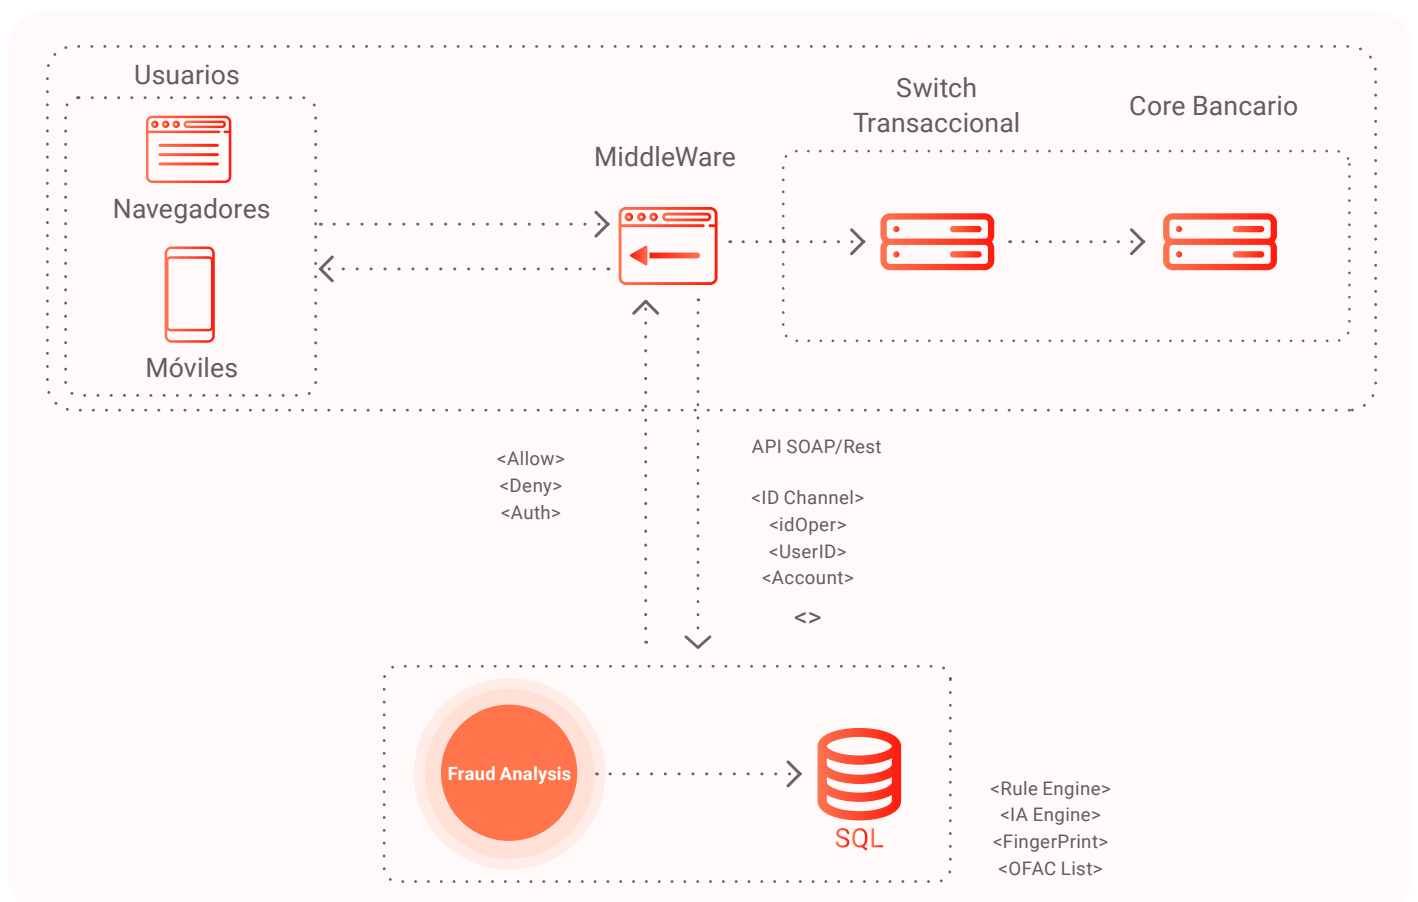 Usuarios
Navegadores
Móviles
MiddleWare
Switch
Transaccional
Core Bancario
<Allow>
<Deny>
<Auth>
API SOAP/Rest
<ID Channel>
<idOper>
<UserID>
<Account>
<>
Fraud Analysis
SQL
<Rule Engine>
<IA Engine>
<FingerPrint>
<OFAC List>